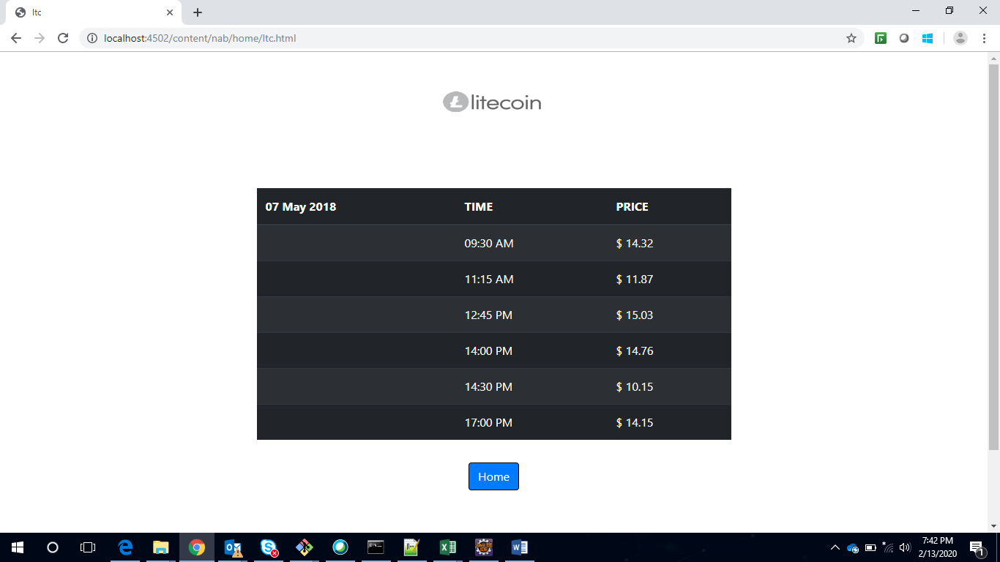 ltc
localhost:4502/content/nab/home/ltc.html
litecoin
07 May 2018 TIME PRICE
09:30 AM $ 14.32
11:15 AM $ 11.87
12:45 PM $ 15.03
14:00 PM $ 14.76
14:30 PM $ 10.15
17:00 PM $ 14.15
Home
7:42 PM
2/13/2020
1